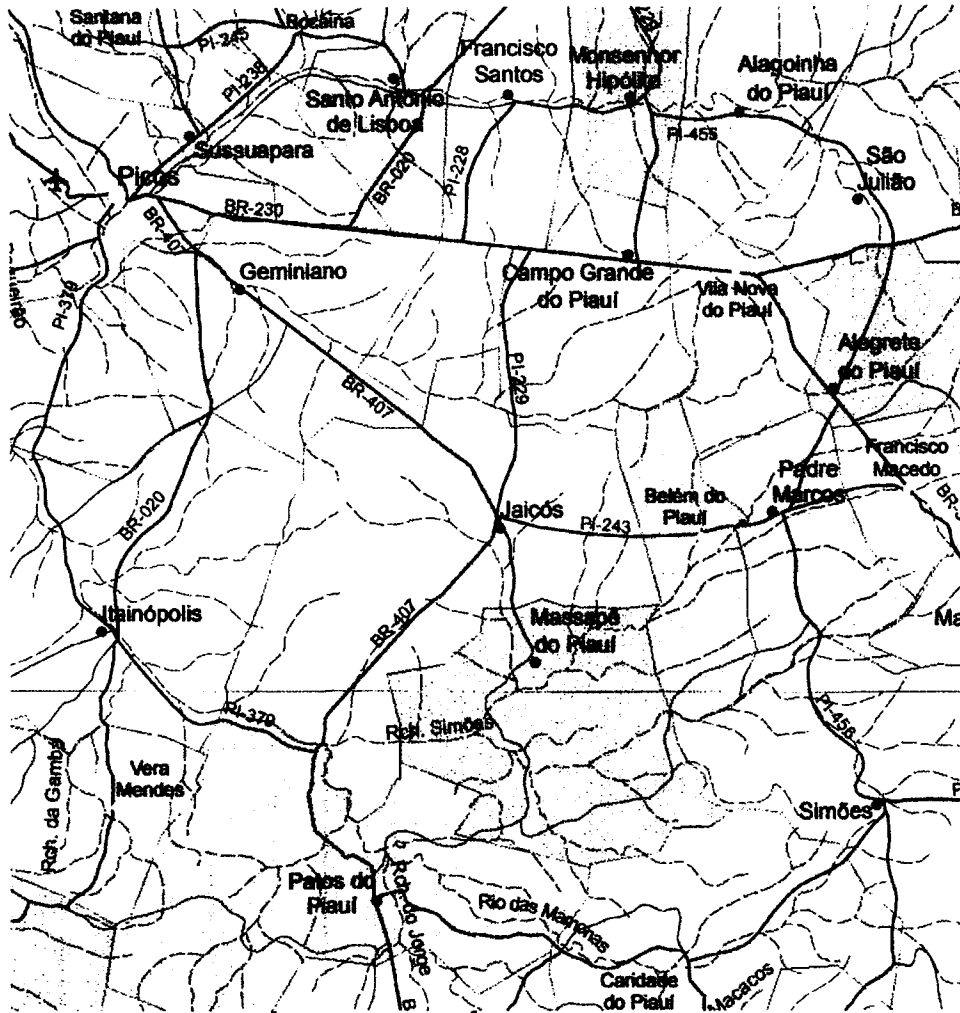 Santana
do Piauí
PI-245
Bocaina
PI-238
Francisco
Santos
Monsenhor
Hipólito
Alagoinha
do Piauí
Santo Antônio
de Lisboa
PI-455
Sussuapara
São
Julião
Picos
BR-020
PI-228
BR-230
BR-407
Geminiano
Campo Grande
do Piauí
Vila Nova
do Piauí
PI-379
Alegrete
do Piauí
PI-229
BR-407
Francisco
Macedo
Padre
Marcos
Belém do
Piauí
Jaicós
PI-243
BR-020
Itainópolis
BR-407
Massapê
do Piauí
Ma
PI-379
Rch. Simões
PI-456
Vera
Mendes
Rch. da Gamba
Simões
Patos do
Piauí
Rch. do Jorge
Rio das Mamonas
Caridade
do Piauí
Macacos
B